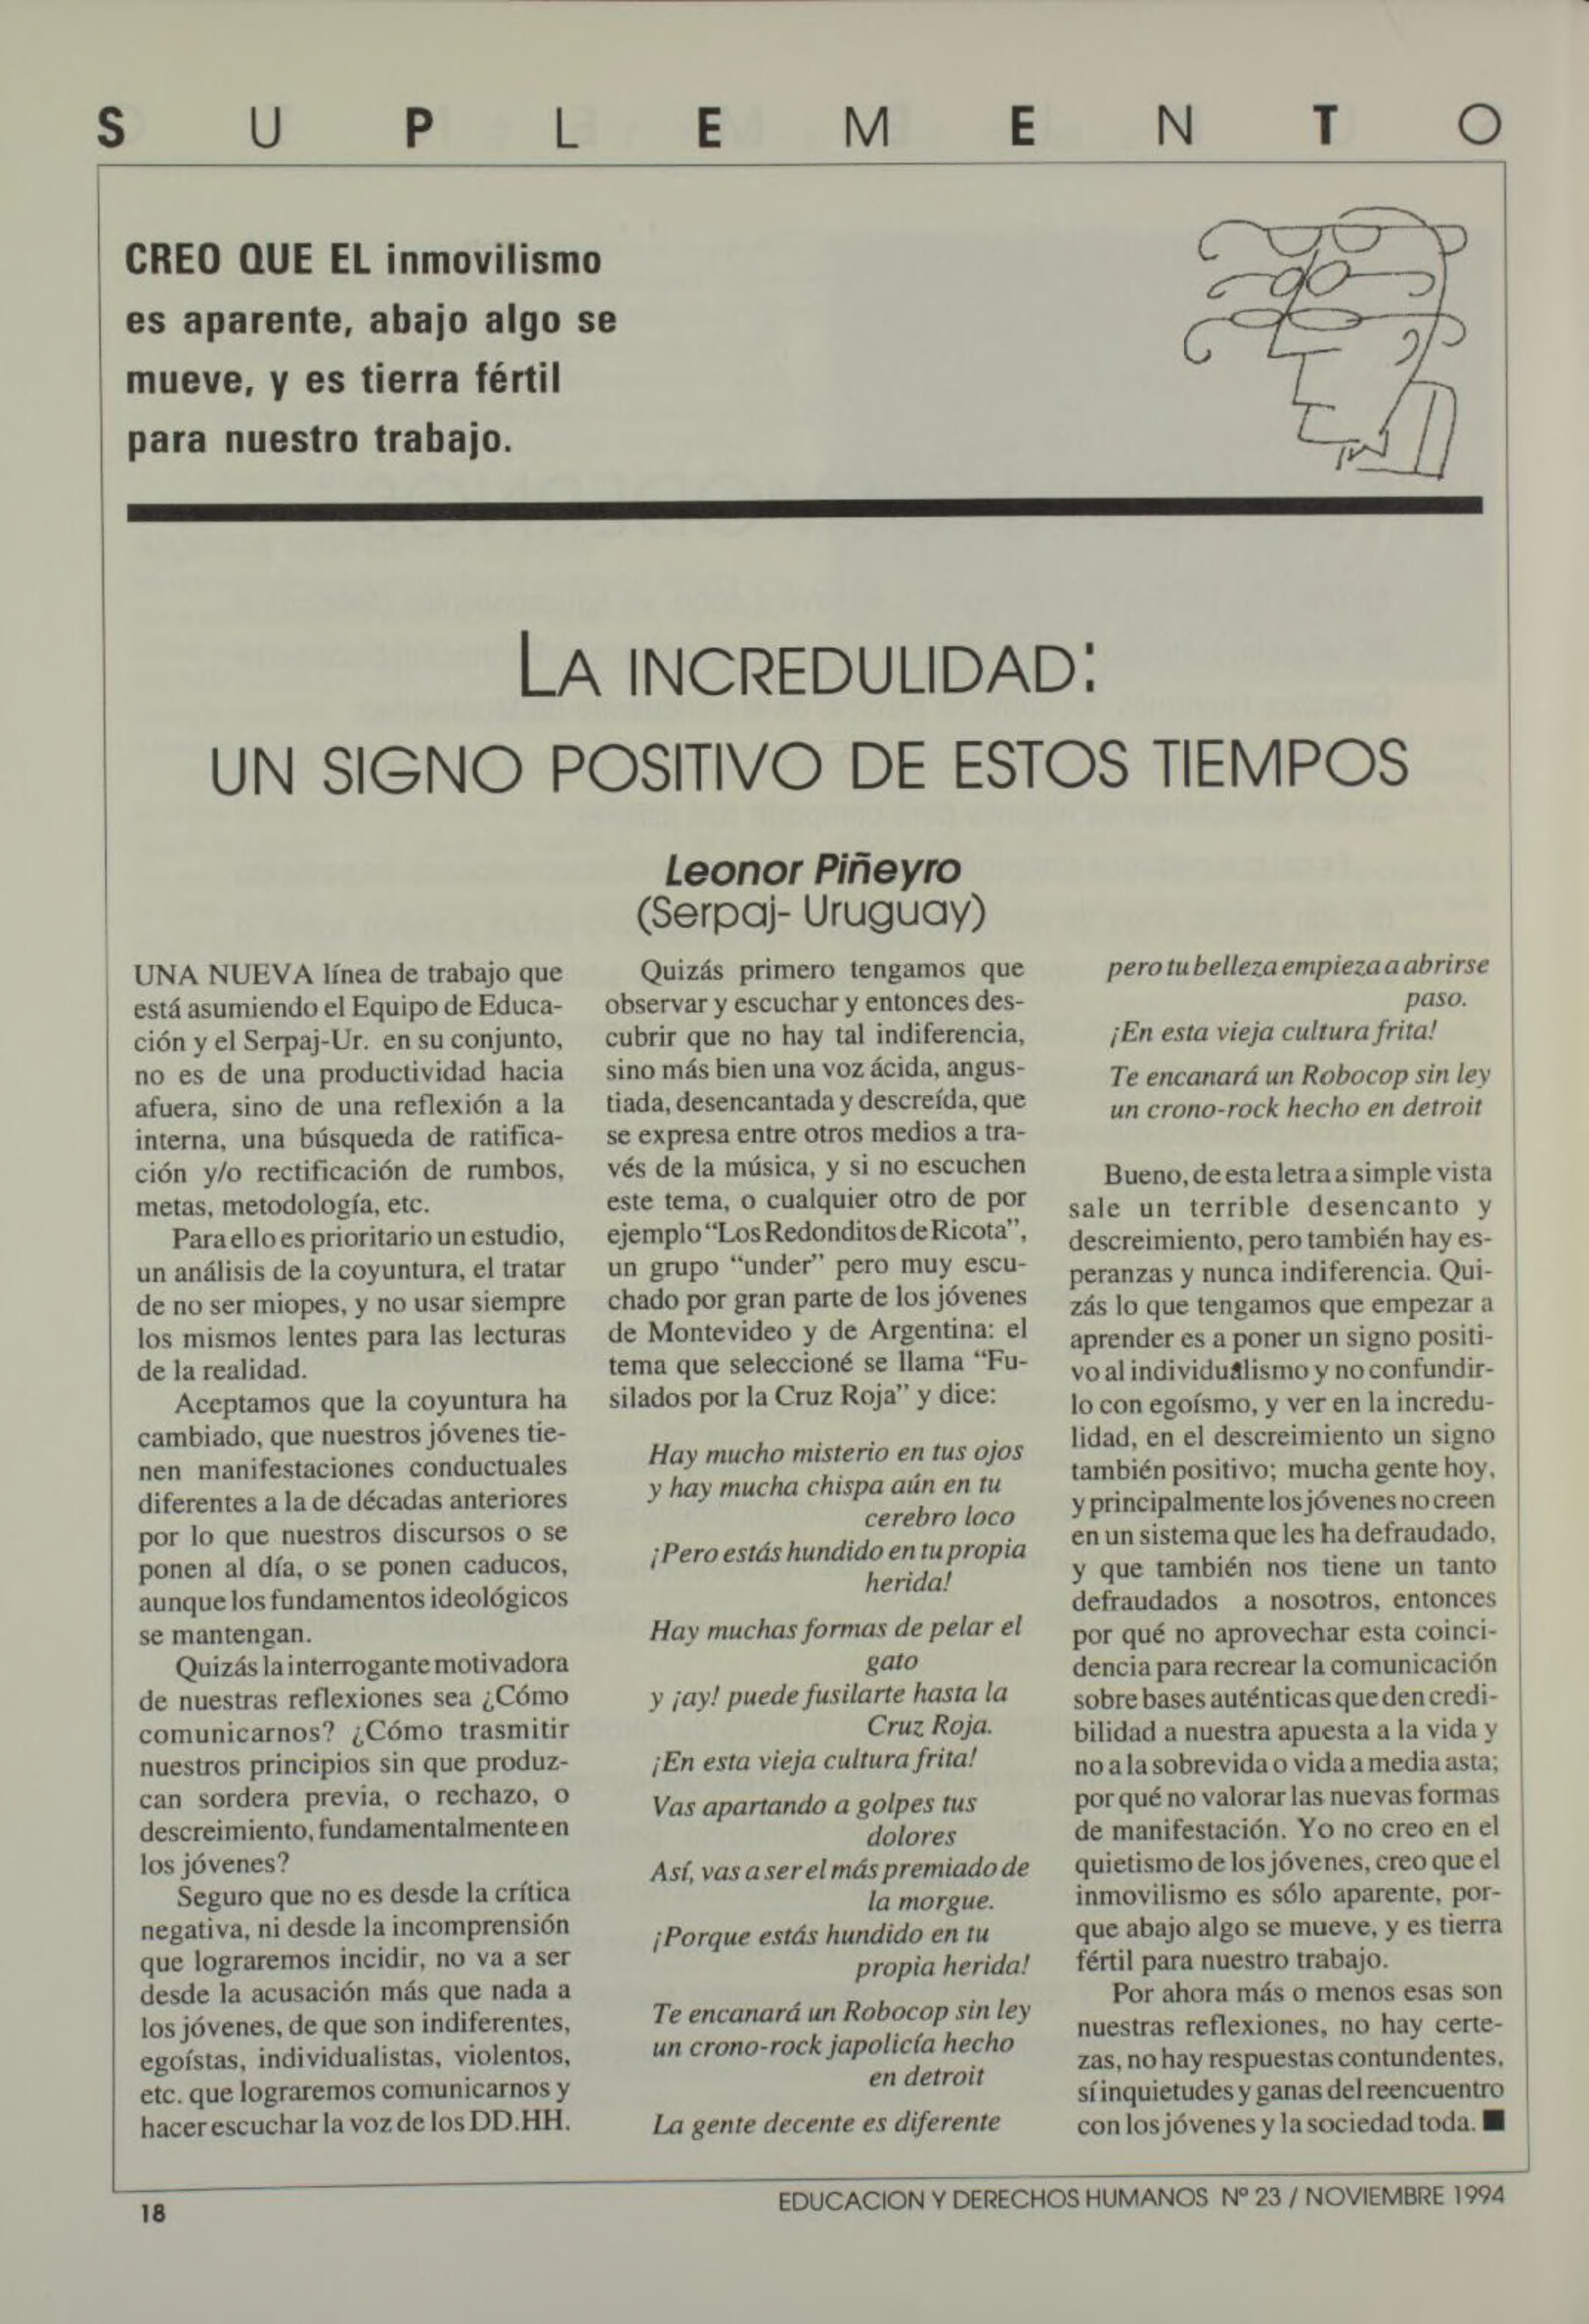 S U P L E M E N T O
CREO QUE EL inmovilismo
es aparente, abajo algo se
mueve, y es tierra fértil
para nuestro trabajo.
LA INCREDULIDAD:
UN SIGNO POSITIVO DE ESTOS TIEMPOS
Leonor Piñeyro
(Serpaj- Uruguay)
UNA NUEVA línea de trabajo que
está asumiendo el Equipo de Educa-
ción y el Serpaj-Ur. en su conjunto,
no es de una productividad hacia
afuera, sino de una reflexión a la
interna, una búsqueda de ratifica-
ción y/o rectificación de rumbos,
metas, metodología, etc.
Para ello es prioritario un estudio,
un análisis de la coyuntura, el tratar
de no ser miopes, y no usar siempre
los mismos lentes para las lecturas
de la realidad.
Aceptamos que la coyuntura ha
cambiado, que nuestros jóvenes tie-
nen manifestaciones conductuales
diferentes a la de décadas anteriores
por lo que nuestros discursos o se
ponen al día, o se ponen caducos,
aunque los fundamentos ideológicos
se mantengan.
Quizás la interrogante motivadora
de nuestras reflexiones sea ¿Cómo
comunicarnos? ¿Cómo trasmitir
nuestros principios sin que produz-
can sordera previa, o rechazo, o
descreimiento, fundamentalmente en
los jóvenes?
Seguro que no es desde la crítica
negativa, ni desde la incomprensión
que lograremos incidir, no va a ser
desde la acusación más que nada a
los jóvenes, de que son indiferentes,
egoístas, individualistas, violentos,
etc. que lograremos comunicarnos y
hacer escuchar la voz de los DD.HH.
Quizás primero tengamos que
observar y escuchar y entonces des-
cubrir que no hay tal indiferencia,
sino más bien una voz ácida, angus-
tiada, desencantada y descreída, que
se expresa entre otros medios a tra-
vés de la música, y si no escuchen
este tema, o cualquier otro de por
ejemplo “Los Redonditos de Ricota”,
un grupo “under” pero muy escu-
chado por gran parte de los jóvenes
de Montevideo y de Argentina: el
tema que seleccioné se llama “Fu-
silados por la Cruz Roja” y dice:
Hay mucho misterio en tus ojos
y hay mucha chispa aún en tu
cerebro loco
¡Pero estás hundido en tu propia
herida!
Hay muchas formas de pelar el
gato
y ¡ay! puede fusilarte hasta la
Cruz Roja.
¡En esta vieja cultura frita!
Vas apartando a golpes tus
dolores
Así, vas a ser el más premiado de
la morgue.
¡Porque estás hundido en tu
propia herida!
Te encanará un Robocop sin ley
un crono-rock japolicía hecho
en detroit
La gente decente es diferente
pero tu belleza empieza a abrirse
paso.
¡En esta vieja cultura frita!
Te encanará un Robocop sin ley
un crono-rock hecho en detroit
Bueno, de esta letra a simple vista
sale un terrible desencanto y
descreimiento, pero también hay es-
peranzas y nunca indiferencia. Qui-
zás lo que tengamos que empezar a
aprender es a poner un signo positi-
vo al individualismo y no confundir-
lo con egoísmo, y ver en la incredu-
lidad, en el descreimiento un signo
también positivo; mucha gente hoy,
y principalmente los jóvenes no creen
en un sistema que les ha defraudado,
y que también nos tiene un tanto
defraudados a nosotros, entonces
por qué no aprovechar esta coinci-
dencia para recrear la comunicación
sobre bases auténticas que den credi-
bilidad a nuestra apuesta a la vida y
no a la sobrevida o vida a media asta;
por qué no valorar las nuevas formas
de manifestación. Yo no creo en el
quietismo de los jóvenes, creo que el
inmovilismo es sólo aparente, por-
que abajo algo se mueve, y es tierra
fértil para nuestro trabajo.
Por ahora más o menos esas son
nuestras reflexiones, no hay certe-
zas, no hay respuestas contundentes,
sí inquietudes y ganas del reencuentro
con los jóvenes y la sociedad toda. ■
18
EDUCACION Y DERECHOS HUMANOS Nº 23 / NOVIEMBRE 1994